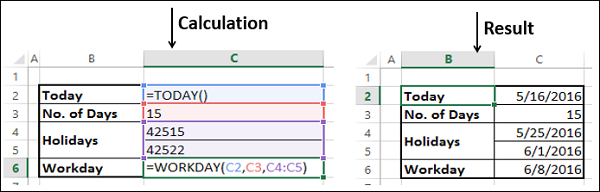 Calculation Result
A B C
1
2 Today =TODAY()
3 No. of Days 15
4 Holidays 42515
5 42522
6 Workday =WORKDAY(C2,C3,C4:C5)
A B C
1
2 Today 5/16/2016
3 No. of Days 15
4 Holidays 5/25/2016
5 6/1/2016
6 Workday 6/8/2016